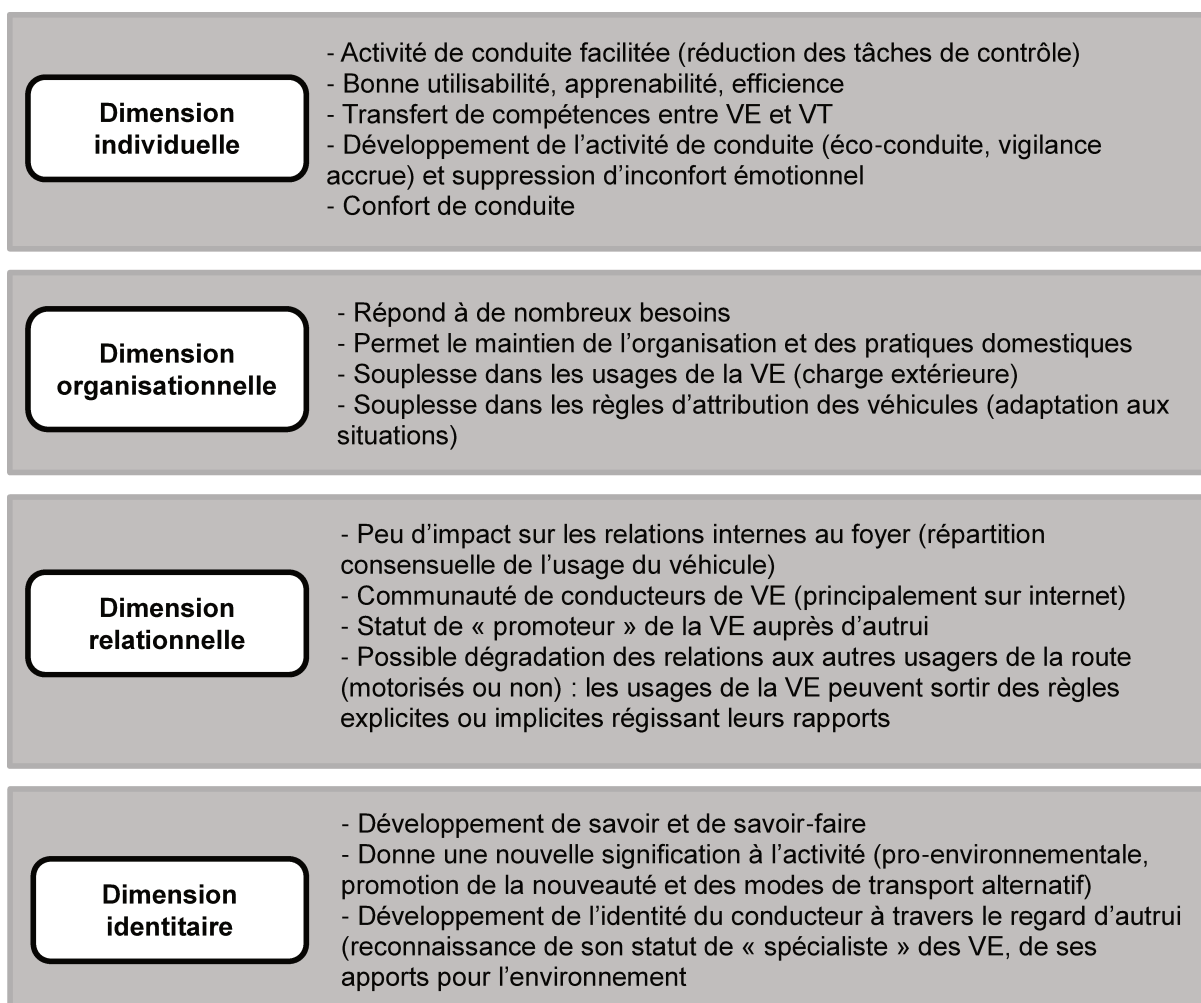 Dimension
individuelle
- Activité de conduite facilitée (réduction des tâches de contrôle)
- Bonne utilisabilité, apprenabilité, efficience
- Transfert de compétences entre VE et VT
- Développement de l’activité de conduite (éco-conduite, vigilance
accrue) et suppression d’inconfort émotionnel
- Confort de conduite
Dimension
organisationnelle
- Répond à de nombreux besoins
- Permet le maintien de l’organisation et des pratiques domestiques
- Souplesse dans les usages de la VE (charge extérieure)
- Souplesse dans les règles d’attribution des véhicules (adaptation aux
situations)
Dimension
relationnelle
- Peu d’impact sur les relations internes au foyer (répartition
consensuelle de l’usage du véhicule)
- Communauté de conducteurs de VE (principalement sur internet)
- Statut de « promoteur » de la VE auprès d’autrui
- Possible dégradation des relations aux autres usagers de la route
(motorisés ou non) : les usages de la VE peuvent sortir des règles
explicites ou implicites régissant leurs rapports
Dimension
identitaire
- Développement de savoir et de savoir-faire
- Donne une nouvelle signification à l’activité (pro-environnementale,
promotion de la nouveauté et des modes de transport alternatif)
- Développement de l’identité du conducteur à travers le regard d’autrui
(reconnaissance de son statut de « spécialiste » des VE, de ses
apports pour l’environnement